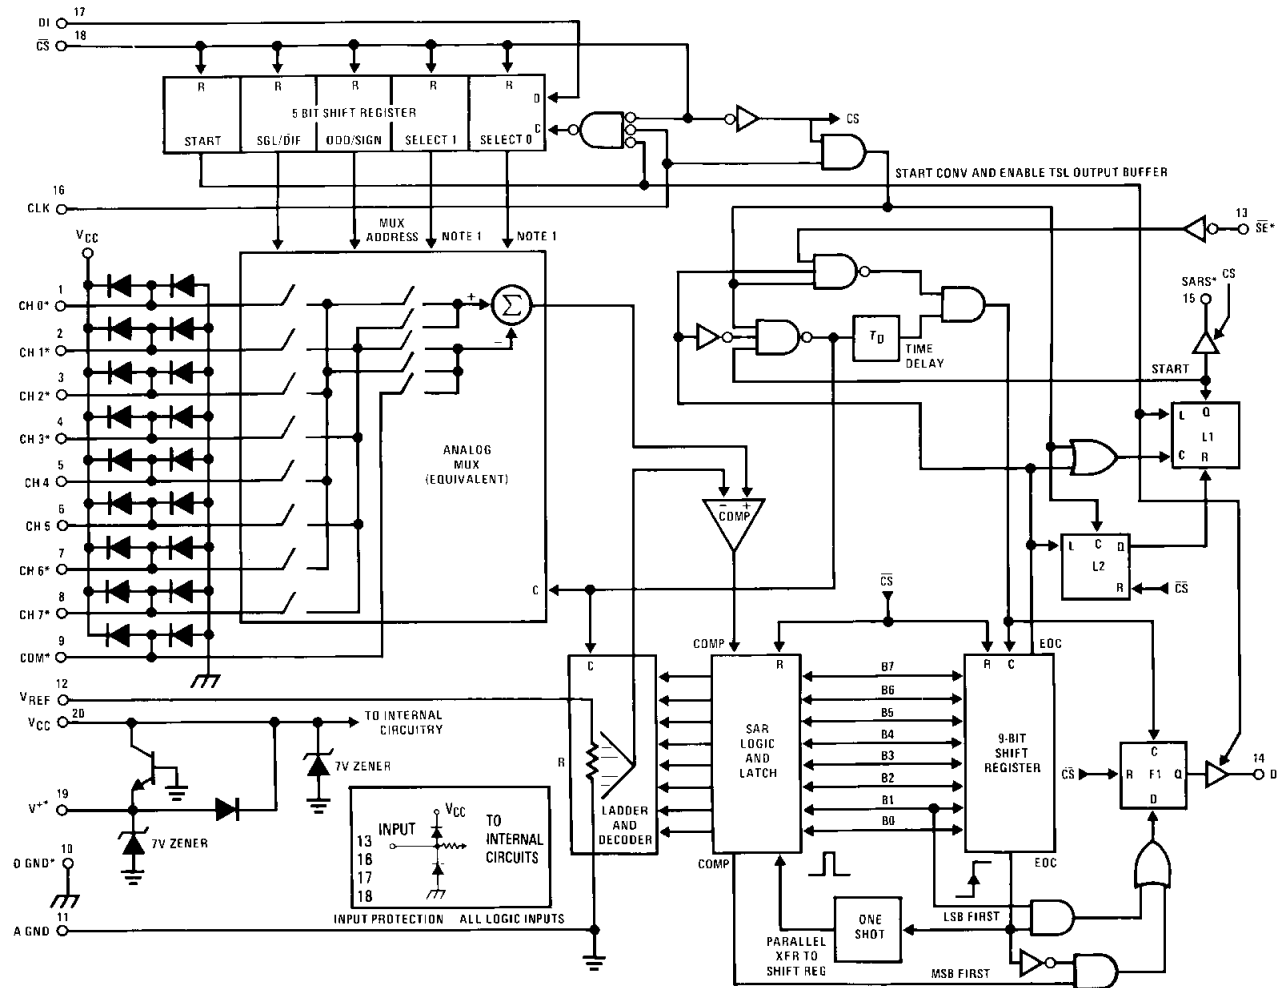 DI 17
CS 18
R R R R R
D
5 BIT SHIFT REGISTER
C
START SGL/DIF ODD/SIGN SELECT 1 SELECT 0
CS
START CONV AND ENABLE TSL OUTPUT BUFFER
16
CLK
MUX
ADDRESS NOTE 1 NOTE 1
13
SE*
VCC
1
CH 0*
2
CH 1*
3
CH 2*
4
CH 3*
5
CH 4
6
CH 5
7
CH 6*
8
CH 7*
9
COM*
+
Σ
−
ANALOG
MUX
(EQUIVALENT)
C
TD
TIME
DELAY
SARS* CS
15
START
L Q
L1
C R
− +
COMP
L C Q
L2
R CS
CS
COMP R
R C EOC
C
12
VREF
20
VCC
TO INTERNAL
CIRCUITRY
7V ZENER
19
V+*
7V ZENER
10
D GND*
11
A GND
VCC
INPUT TO
INTERNAL
CIRCUITS
13
16
17
18
INPUT PROTECTION ALL LOGIC INPUTS
R
LADDER
AND
DECODER
SAR
LOGIC
AND
LATCH
B7
B6
B5
B4
B3
B2
B1
B0
9-BIT
SHIFT
REGISTER
COMP
EOC
CS
C
R F1 Q
D
14
D
LSB FIRST
ONE
SHOT
PARALLEL
XFR TO
SHIFT REG
MSB FIRST